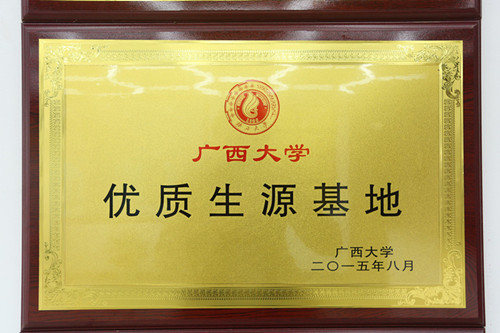 广西大学
优质生源基地
广西大学
二〇一五年八月